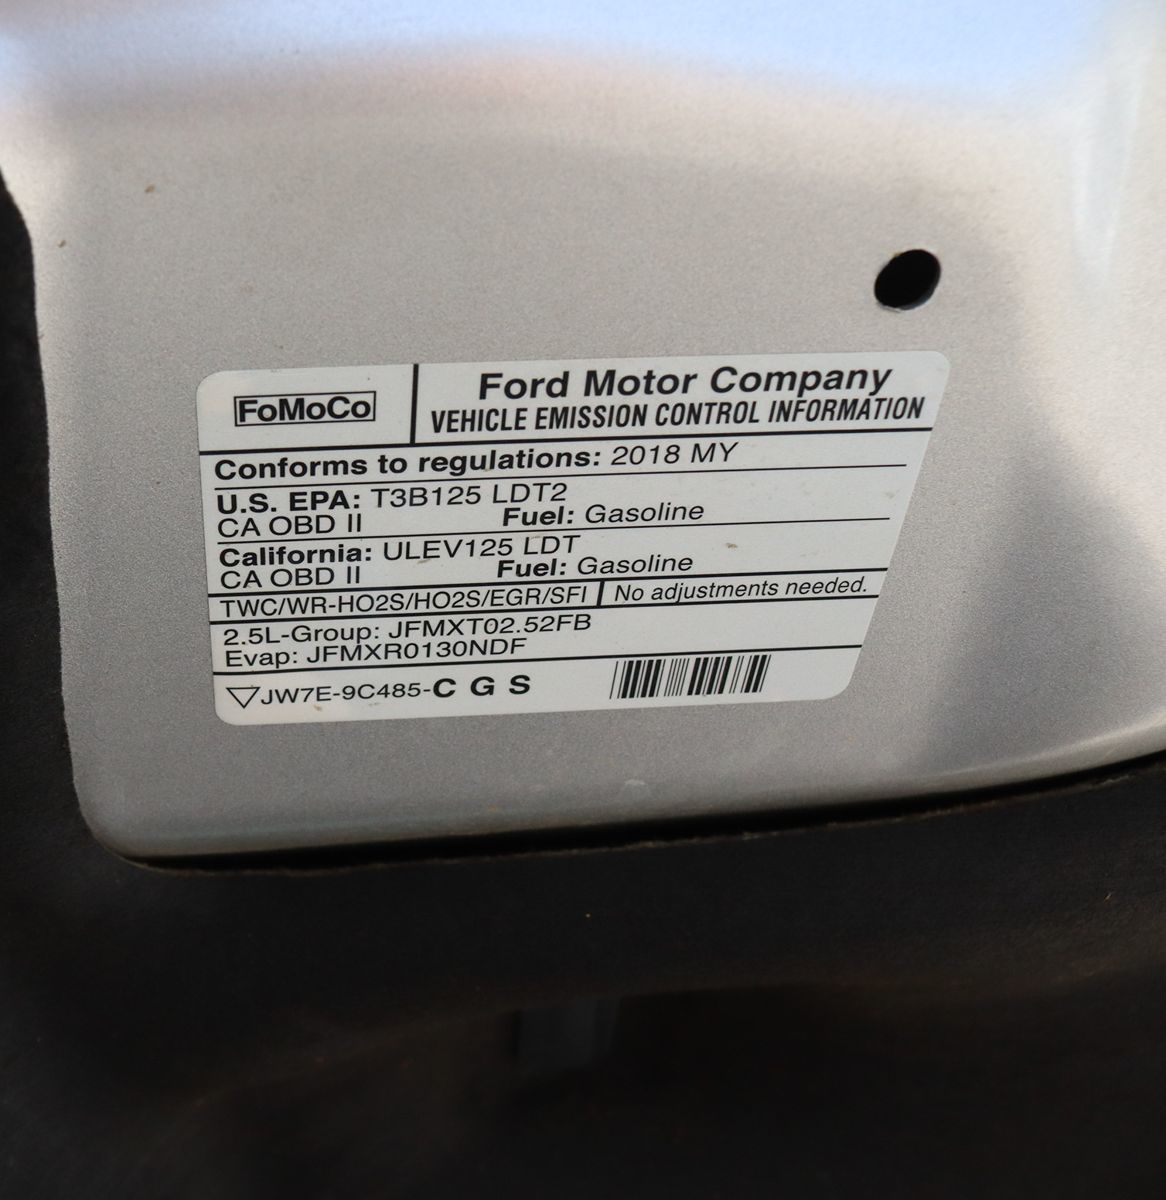 FoMoCo
Ford Motor Company
VEHICLE EMISSION CONTROL INFORMATION
Conforms to regulations: 2018 MY
U.S. EPA: T3B125 LDT2
CA OBD II Fuel: Gasoline
California: ULEV125 LDT
CA OBD II Fuel: Gasoline
TWC/WR-HO2S/HO2S/EGR/SFI No adjustments needed.
2.5L-Group: JFMXT02.52FB
Evap: JFMXR0130NDF
JW7E-9C485-C G S